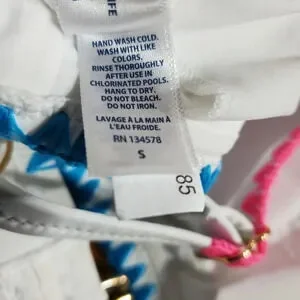 IFE
HAND WASH COLD.
WASH WITH LIKE
COLORS.
RINSE THOROUGHLY
AFTER USE IN
CHLORINATED POOLS.
HANG TO DRY.
DO NOT BLEACH.
DO NOT IRON.
LAVAGE À LA MAIN À
L'EAU FROIDE.
RN 134578
S
85